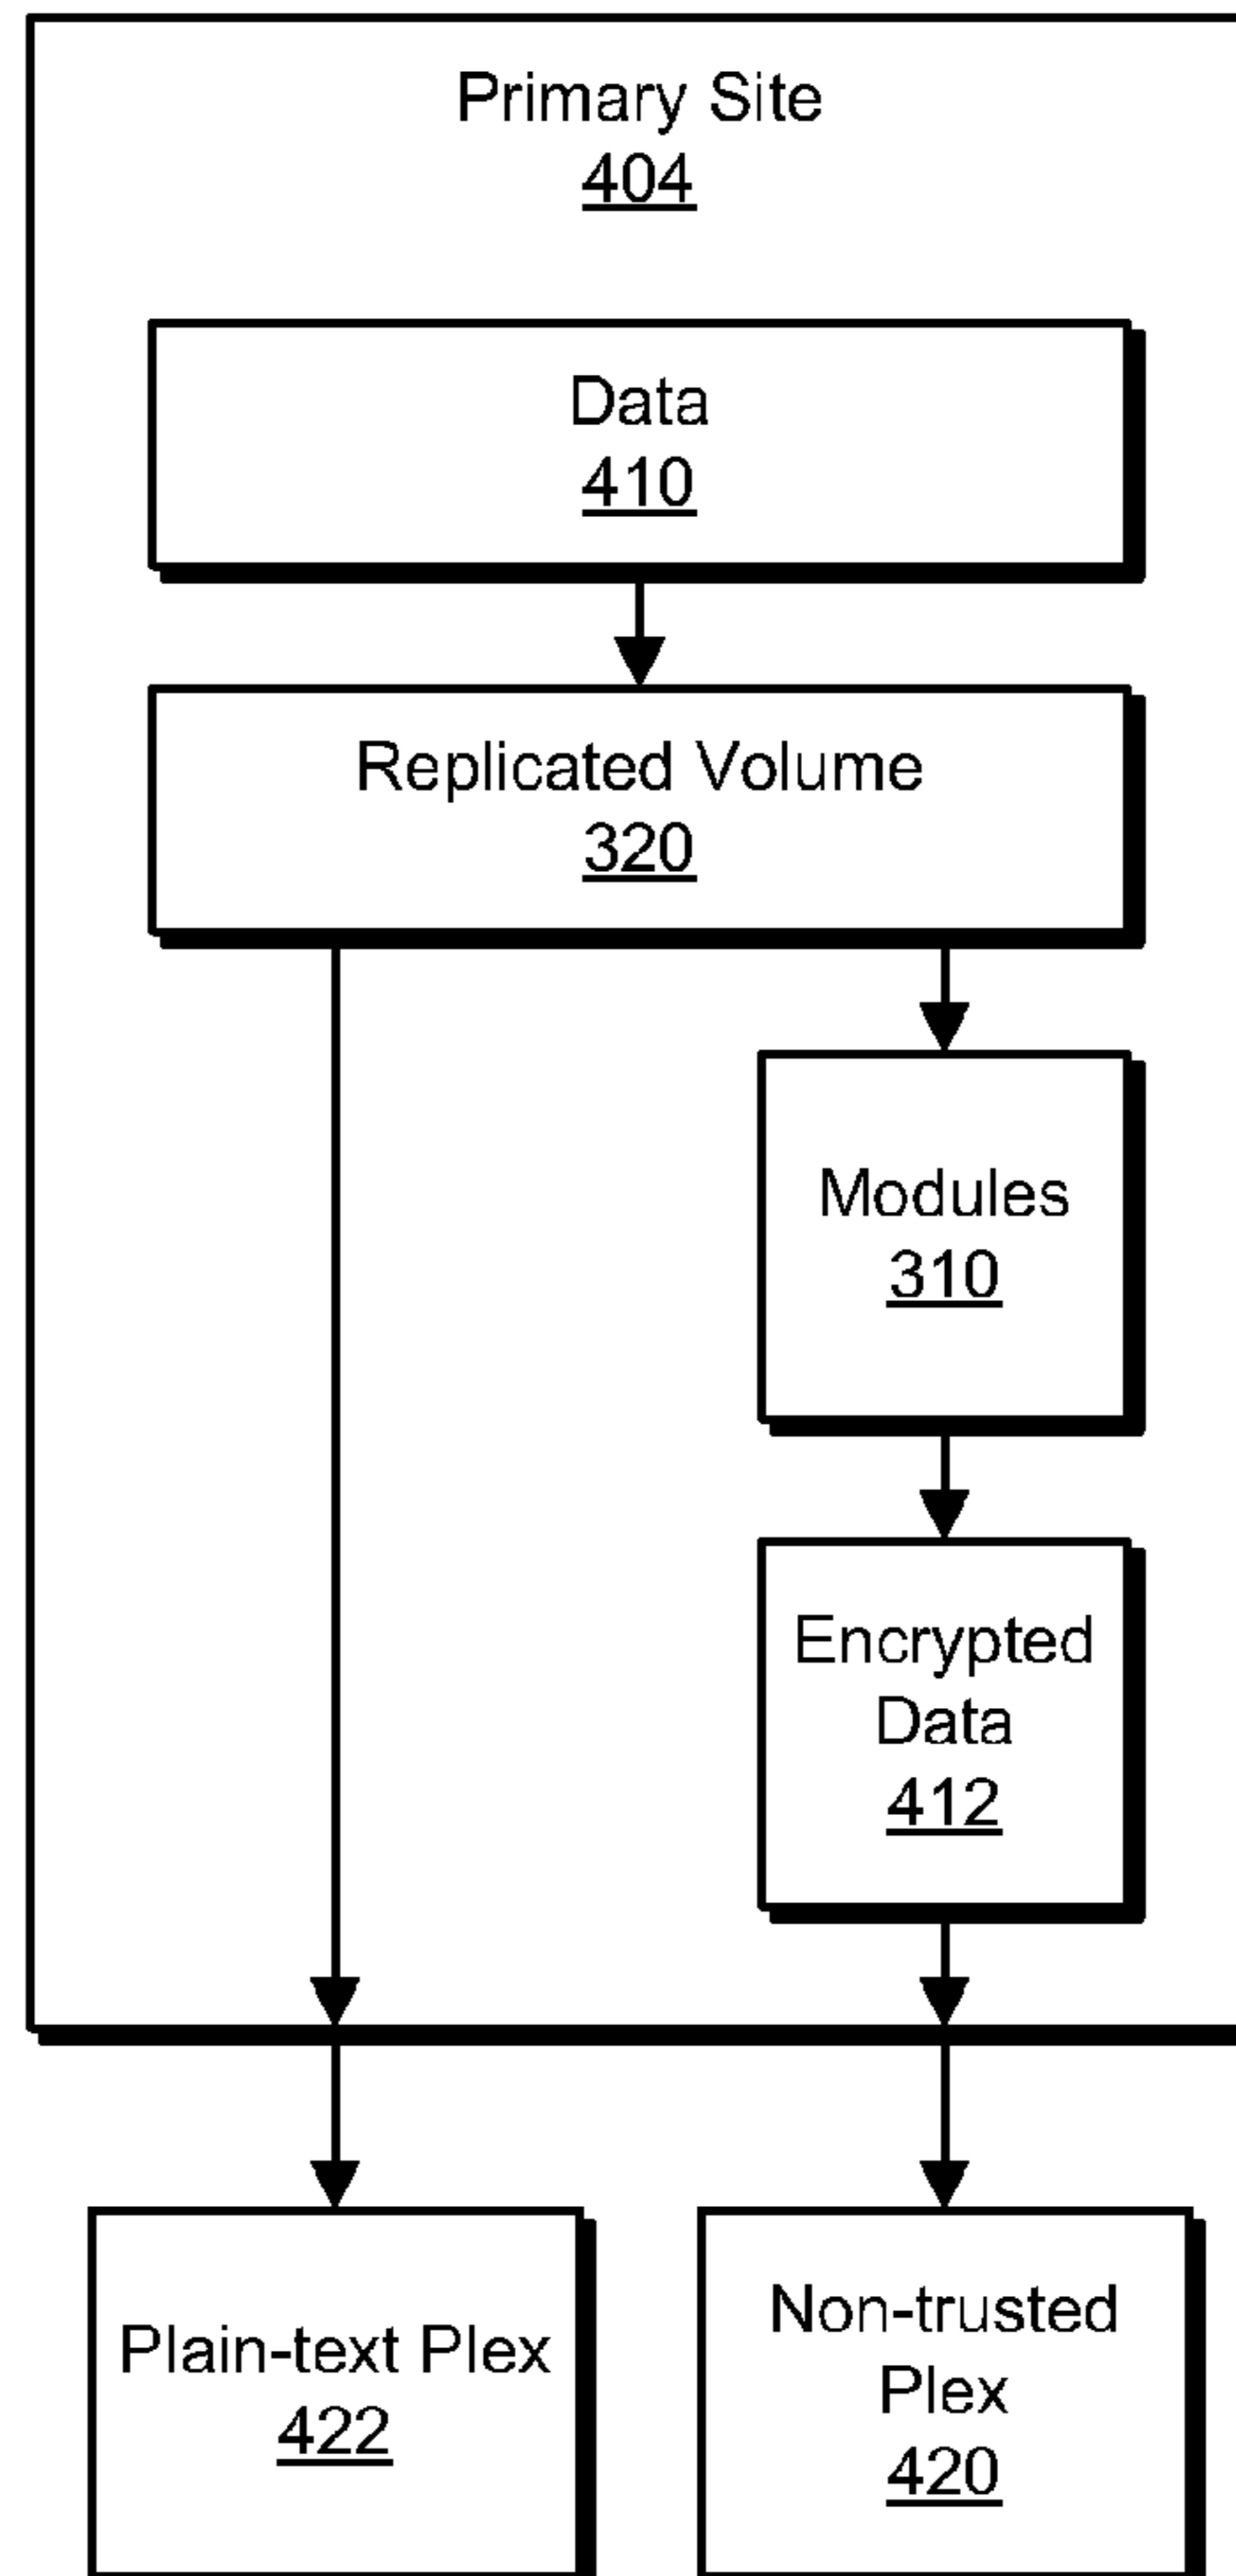 Primary Site
404
Data
410
Replicated Volume
320
Modules
310
Encrypted
Data
412
Plain-text Plex
422
Non-trusted
Plex
420